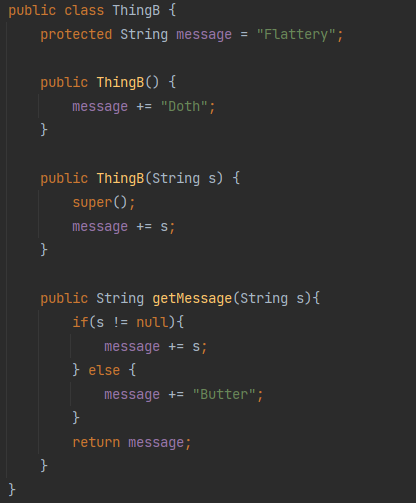 public class ThingB {
    protected String message = "Flattery";

    public ThingB() {
        message += "Doth";
    }

    public ThingB(String s) {
        super();
        message += s;
    }

    public String getMessage(String s){
        if(s != null){
            message += s;
        } else {
            message += "Butter";
        }
        return message;
    }
}